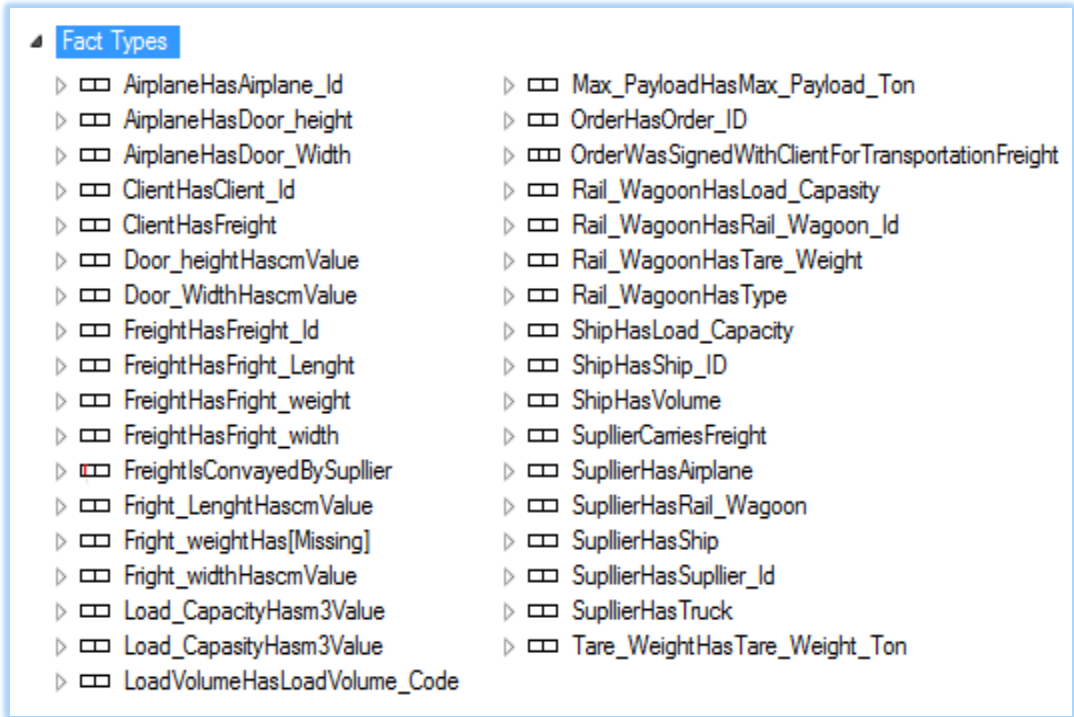 Fact Types
AirplaneHasAirplane_Id
AirplaneHasDoor_height
AirplaneHasDoor_Width
ClientHasClient_Id
ClientHasFreight
Door_heightHascmValue
Door_WidthHascmValue
FreightHasFreight_Id
FreightHasFright_Lenght
FreightHasFright_weight
FreightHasFright_width
FreightIsConvayedBySupllier
Fright_LenghtHascmValue
Fright_weightHas[Missing]
Fright_widthHascmValue
Load_CapacityHasm3Value
Load_CapasityHasm3Value
LoadVolumeHasLoadVolume_Code
Max_PayloadHasMax_Payload_Ton
OrderHasOrder_ID
OrderWasSignedWithClientForTransportationFreight
Rail_WagoonHasLoad_Capasity
Rail_WagoonHasRail_Wagoon_Id
Rail_WagoonHasTare_Weight
Rail_WagoonHasType
ShipHasLoad_Capacity
ShipHasShip_ID
ShipHasVolume
SupllierCarriesFreight
SupllierHasAirplane
SupllierHasRail_Wagoon
SupllierHasShip
SupllierHasSupllier_Id
SupllierHasTruck
Tare_WeightHasTare_Weight_Ton